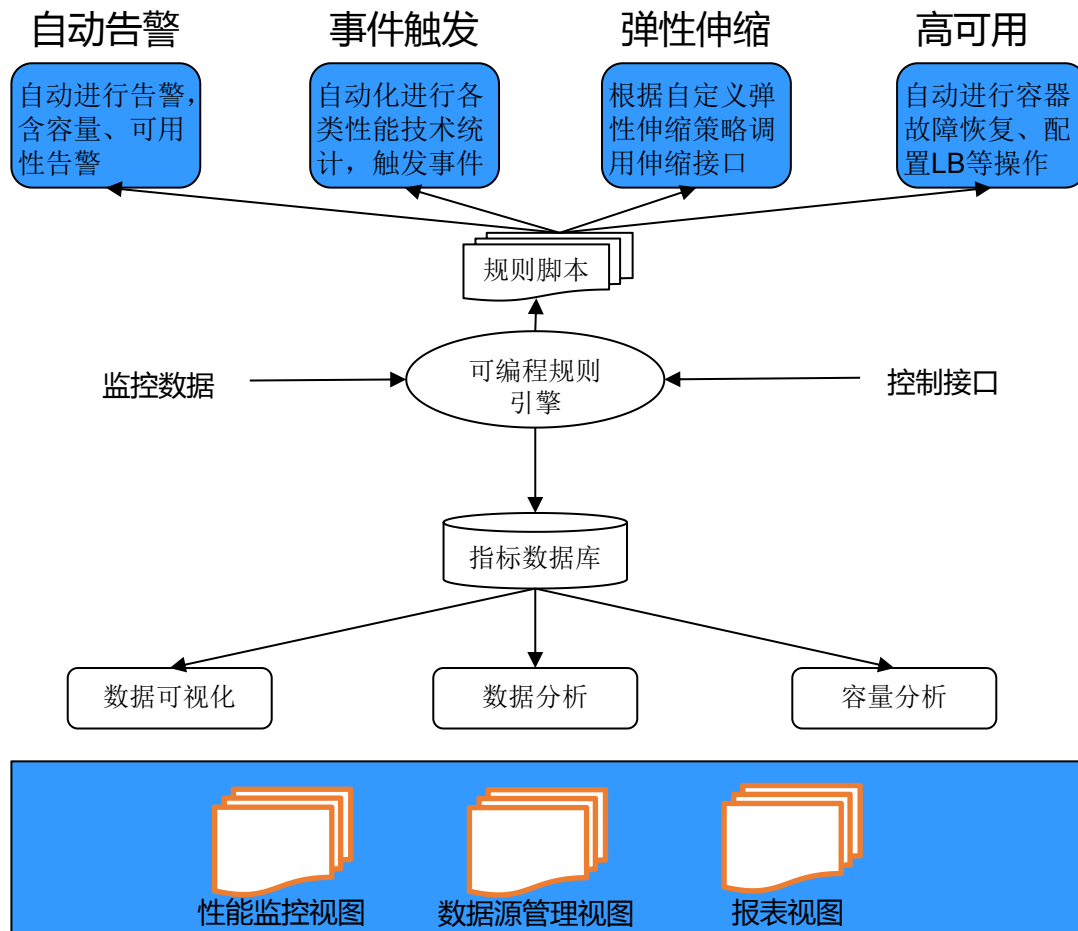 自动告警
事件触发
弹性伸缩
高可用
自动进行告警，
含容量、可用
性告警
自动化进行各
类性能技术统
计，触发事件
根据自定义弹
性伸缩策略调
用伸缩接口
自动进行容器
故障恢复、配
置LB等操作
规则脚本
监控数据
可编程规则
引擎
控制接口
指标数据库
数据可视化
数据分析
容量分析
性能监控视图
数据源管理视图
报表视图